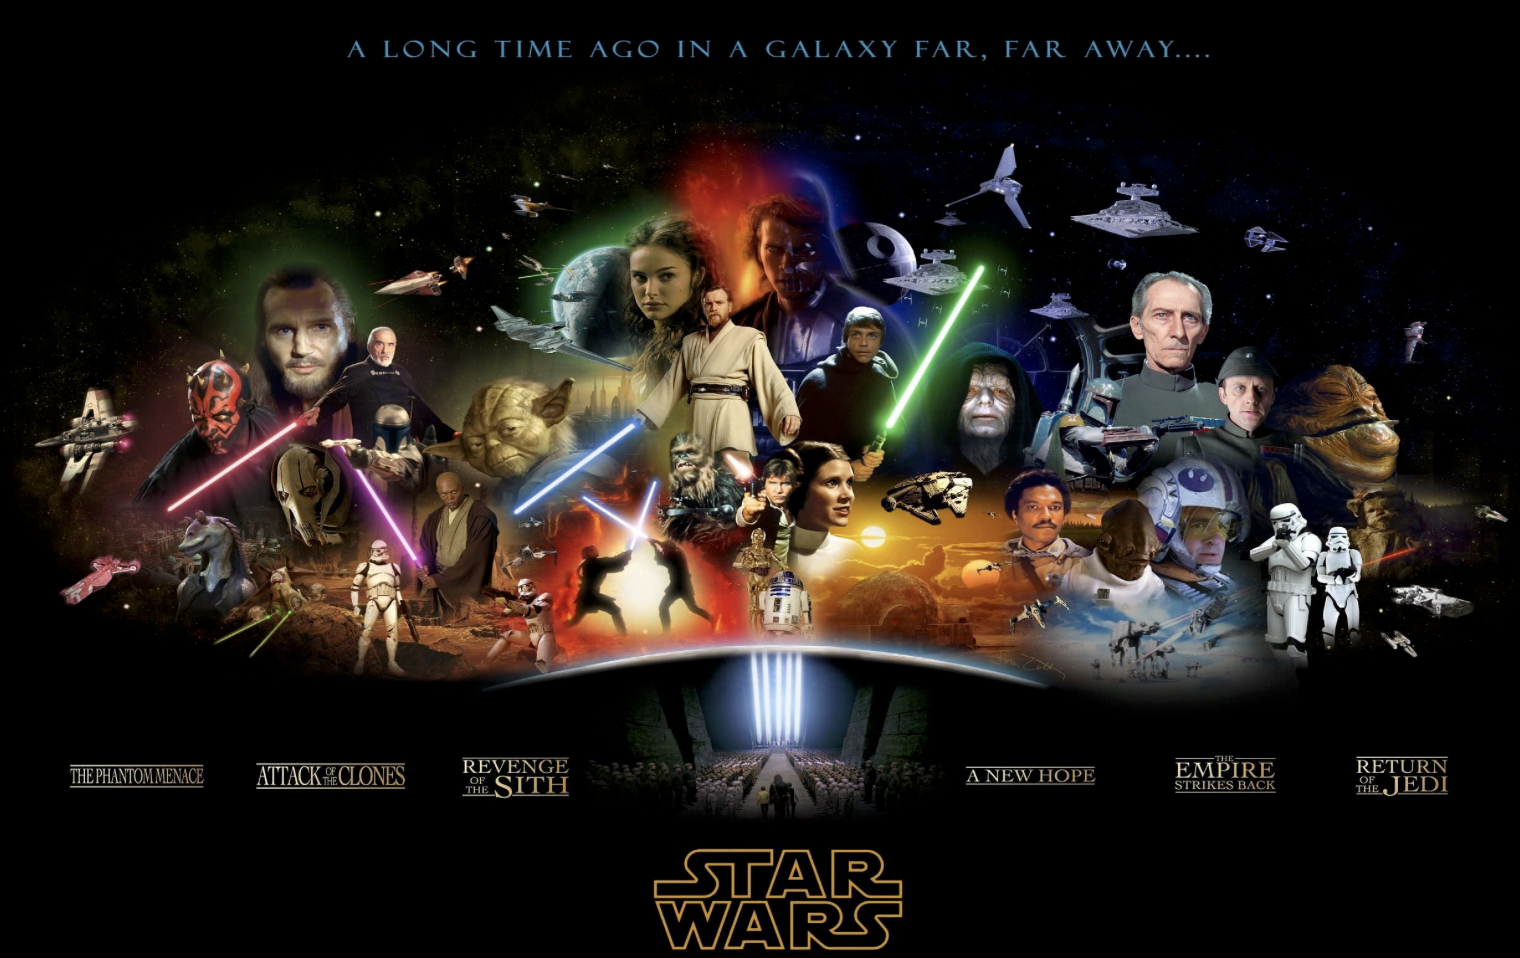 A LONG TIME AGO IN A GALAXY FAR, FAR AWAY....
THE PHANTOM MENACE
ATTACK OF THE CLONES
REVENGE
OF THE SITH
A NEW HOPE
THE
EMPIRE
STRIKES BACK
RETURN
OF THE JEDI
STAR
WARS